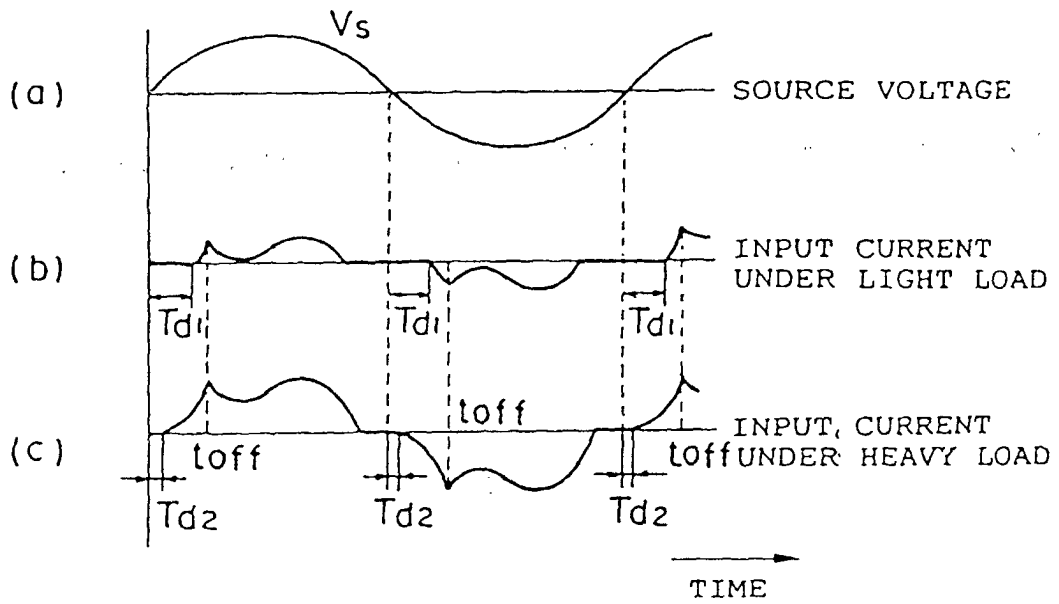 Vs
(a)
SOURCE VOLTAGE
(b)
INPUT CURRENT
UNDER LIGHT LOAD
Td1
Td1
Td1
(c)
toff
toff
toff
INPUT, CURRENT
UNDER HEAVY LOAD
Td2
Td2
Td2
TIME